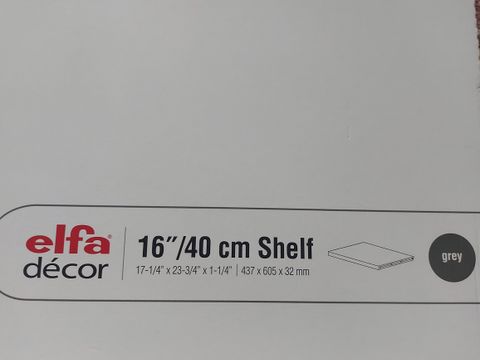 elfa®
décor
16″/40 cm Shelf
17-1/4" x 23-3/4" x 1-1/4" | 437 x 605 x 32 mm
grey